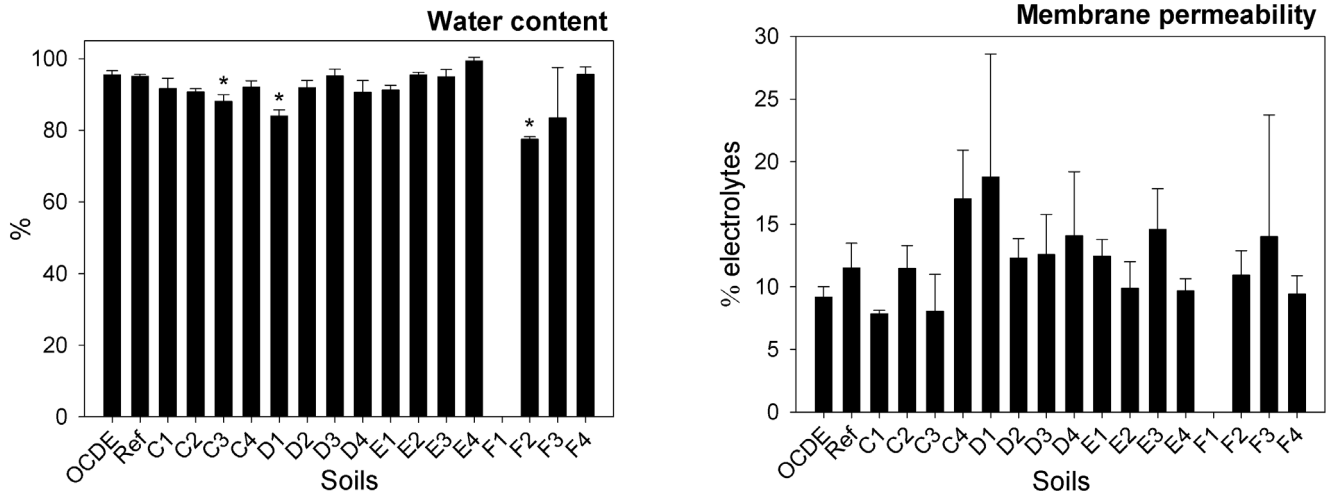 Water content
100
80
60
40
20
0
%
* * *
OCDE Ref C1 C2 C3 C4 D1 D2 D3 D4 E1 E2 E3 E4 F1 F2 F3 F4
Soils
Membrane permeability
30
25
20
15
10
5
0
% electrolytes
OCDE Ref C1 C2 C3 C4 D1 D2 D3 D4 E1 E2 E3 E4 F1 F2 F3 F4
Soils